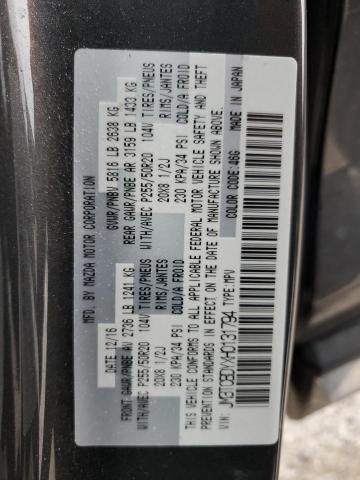 MFD. BY MAZDA MOTOR CORPORATION
12/16 GVWR/PNBV 5816 LB 2638 KG
FRONT GAWR/PNBE AV 2736 LB 1241 KG REAR GAWR/PNBE AR 3159 LB 1433 KG
WITH/AVEC P255/50R20 104V TIRES/PNEUS WITH/AVEC P255/50R20 104V TIRES/PNEUS
20X8 1/2J RIMS/JANTES 20X8 1/2J RIMS/JANTES
230 KPA/34 PSI COLD/A FROID 230 KPA/34 PSI COLD/A FROID
THIS VEHICLE CONFORMS TO ALL APPLICABLE FEDERAL MOTOR VEHICLE SAFETY AND THEFT
STANDARDS IN EFFECT ON THE DATE OF MANUFACTURE SHOWN ABOVE.
TYPE:MPV COLOR CODE:46G MADE IN JAPAN